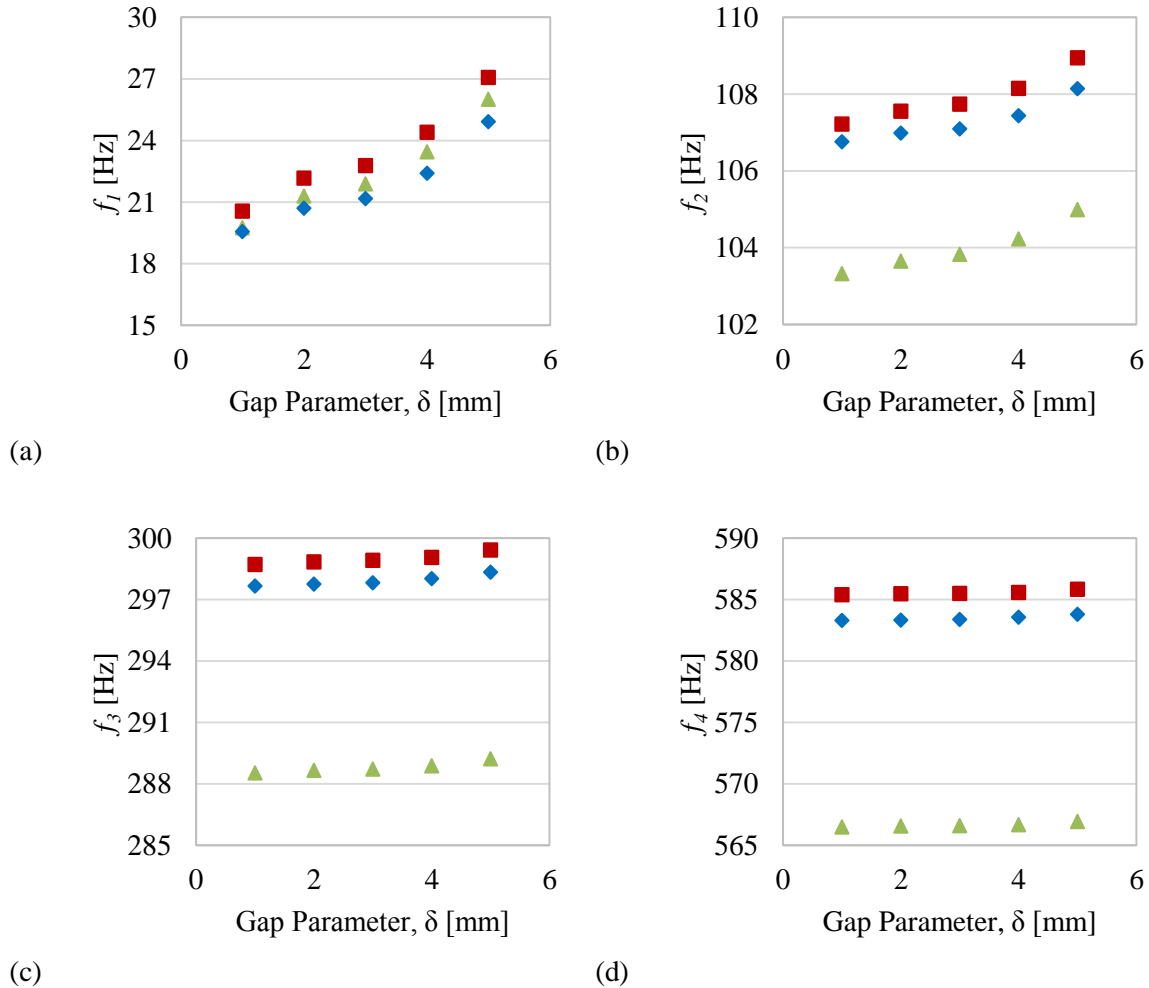 30
27
24
21
18
15
f1 [Hz]
0 2 4 6
Gap Parameter, δ [mm]
(a)
110
108
106
104
102
f2 [Hz]
0 2 4 6
Gap Parameter, δ [mm]
(b)
300
297
294
291
288
285
f3 [Hz]
0 2 4 6
Gap Parameter, δ [mm]
(c)
590
585
580
575
570
565
f4 [Hz]
0 2 4 6
Gap Parameter, δ [mm]
(d)